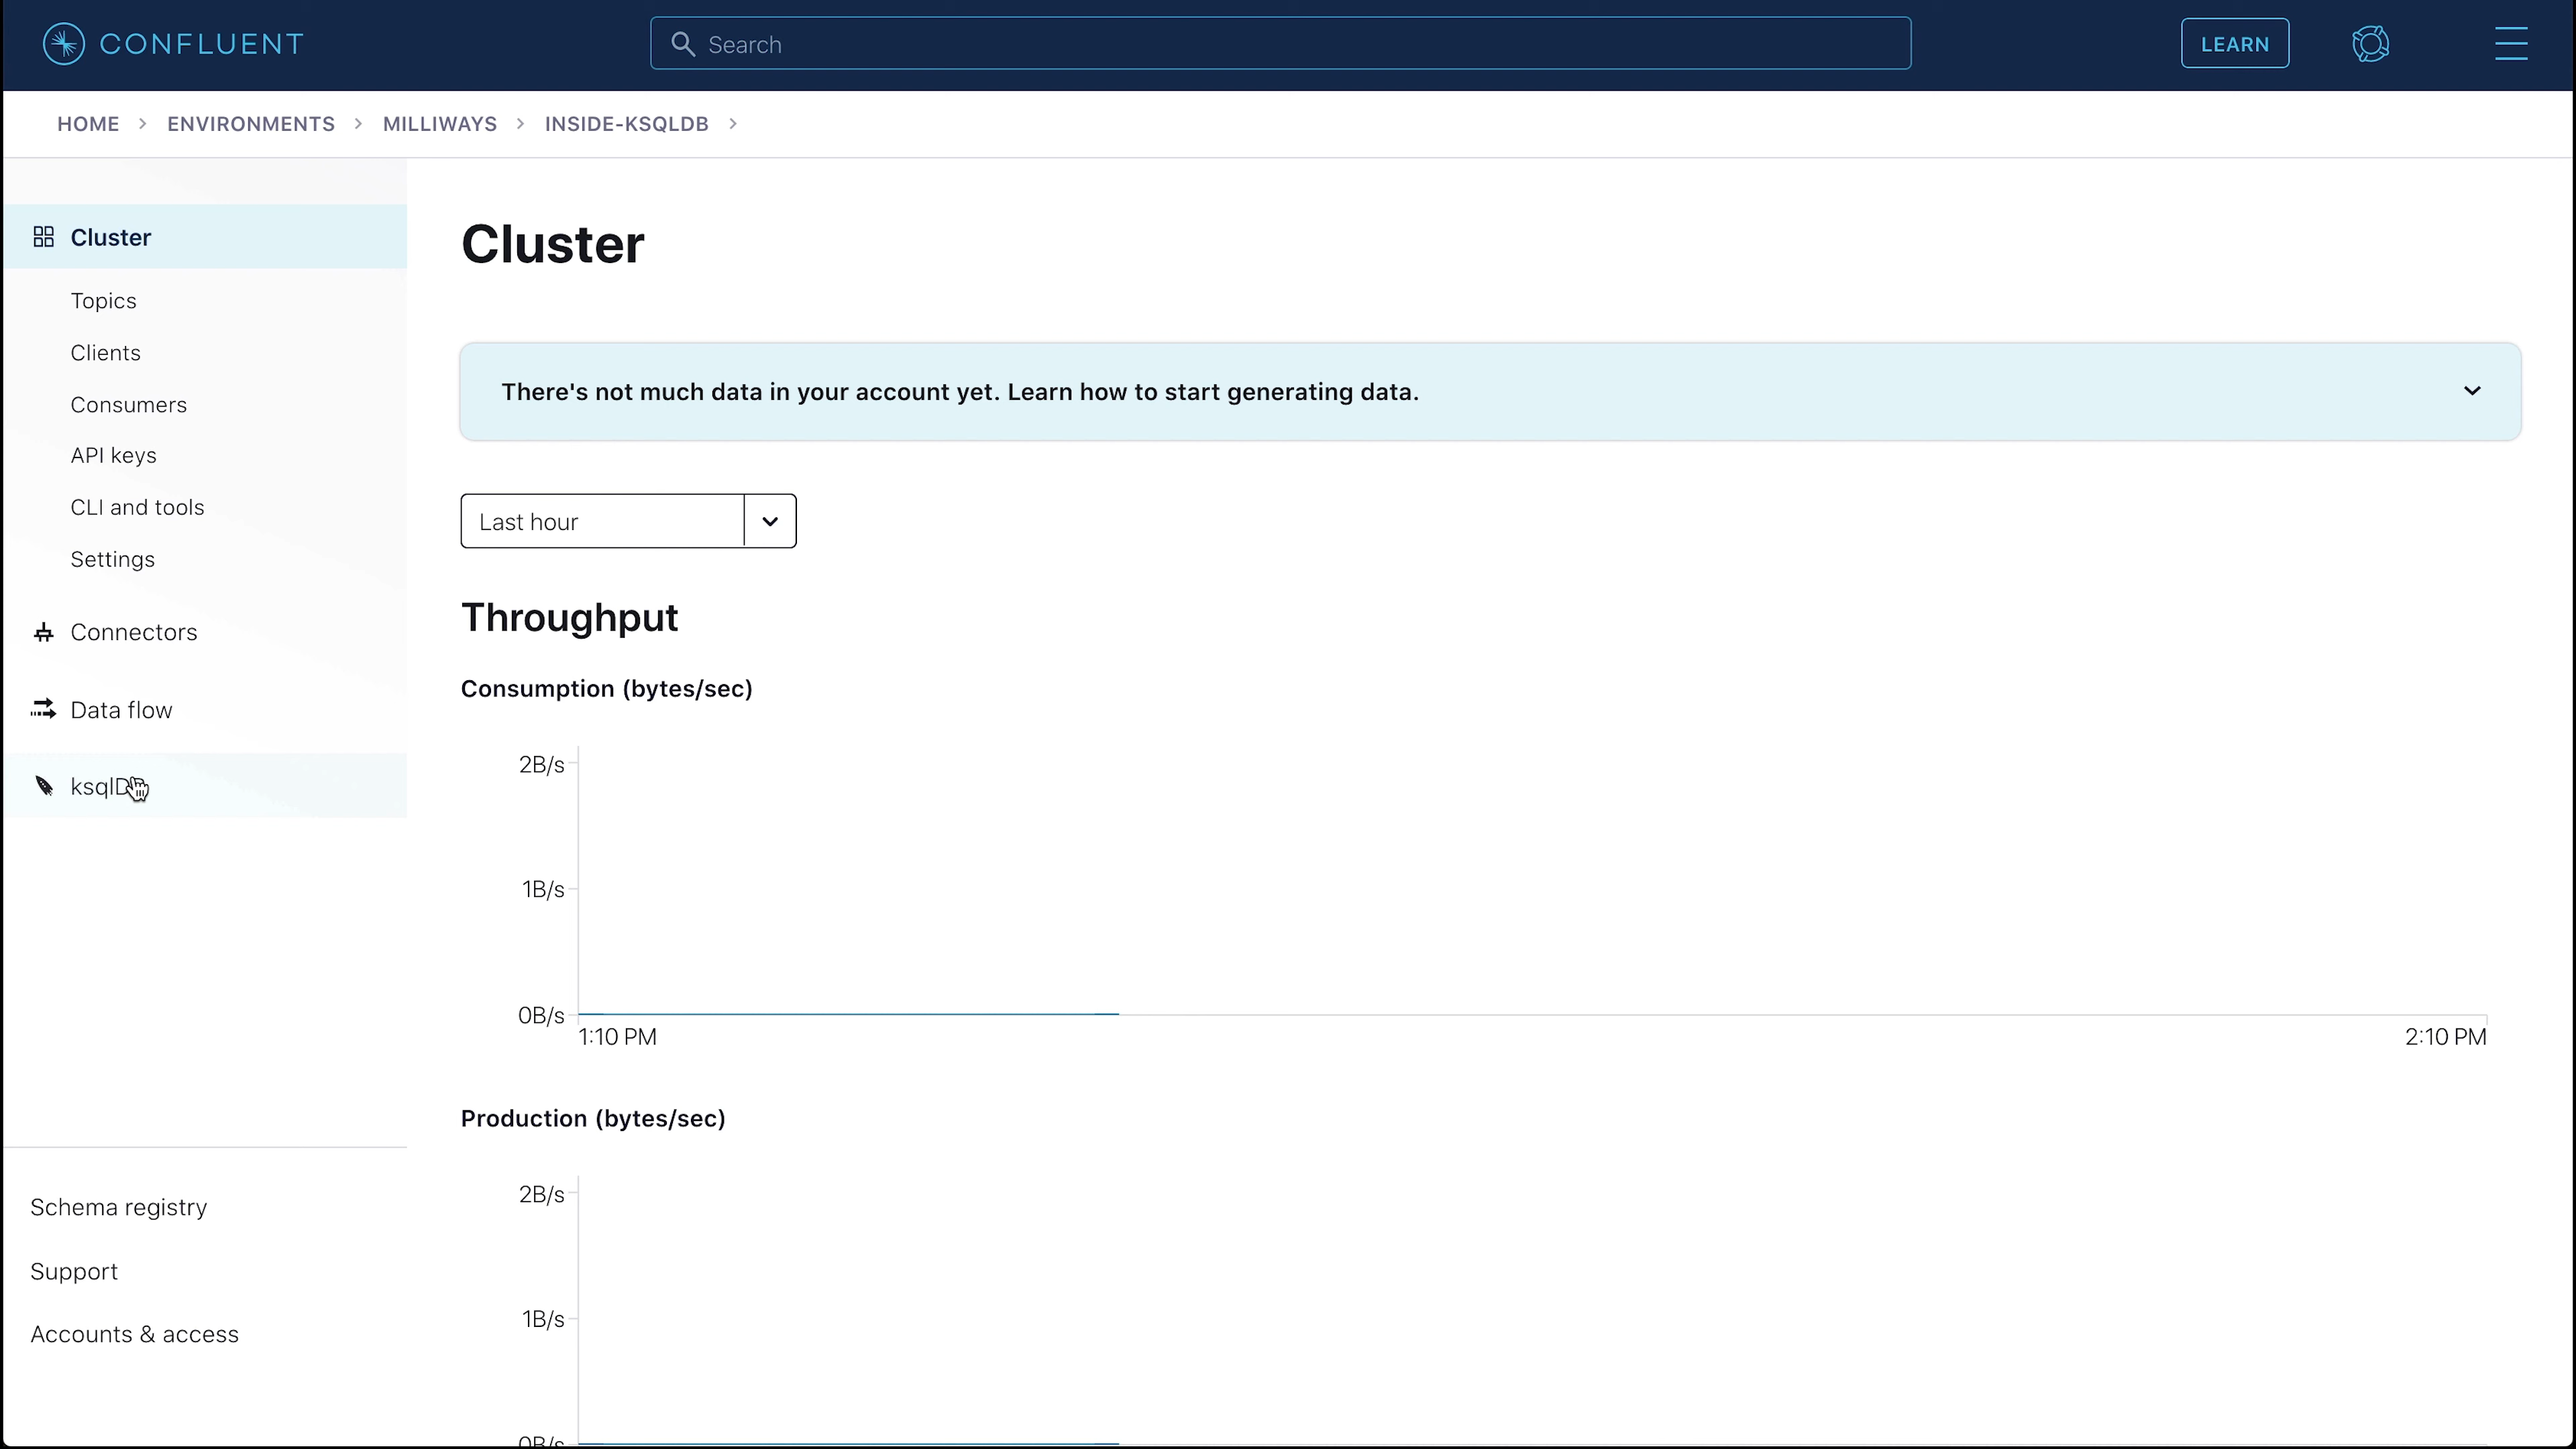 CONFLUENT
Search
LEARN
HOME > ENVIRONMENTS > MILLIWAYS > INSIDE-KSQLDB >
Cluster
Topics
Clients
Consumers
API keys
CLI and tools
Settings
Connectors
Data flow
Schema registry
Support
Accounts & access
Cluster
There's not much data in your account yet. Learn how to start generating data.
Last hour
Throughput
Consumption (bytes/sec)
2B/s
1B/s
0B/s
1:10 PM 2:10 PM
Production (bytes/sec)
2B/s
1B/s
0B/s